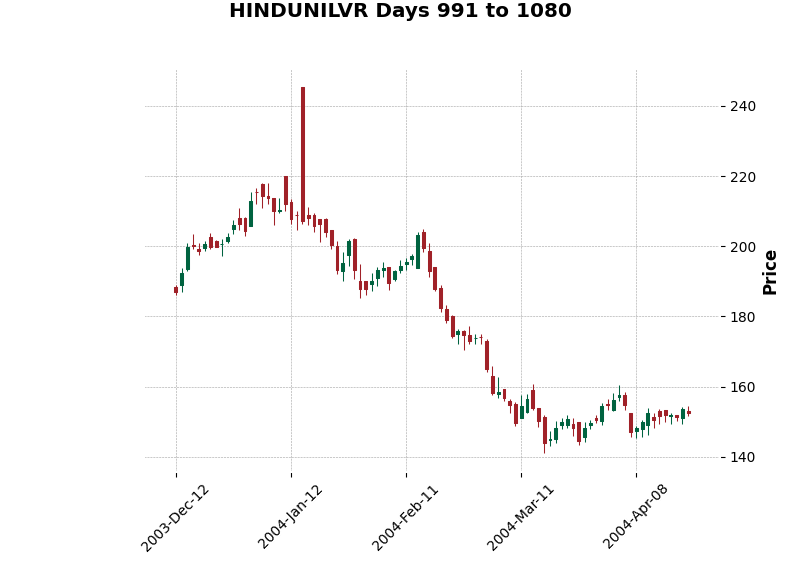 HINDUNILVR Days 991 to 1080
240
220
200
180
160
140
Price
2003-Dec-12
2004-Jan-12
2004-Feb-11
2004-Mar-11
2004-Apr-08